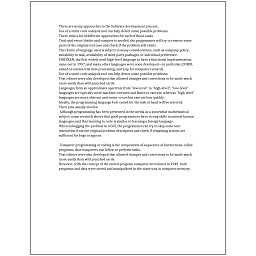 There are many approaches to the Software development process.
Use of a static code analysis tool can help detect some possible problems.
There exist a lot of different approaches for each of those tasks.
Trial-and-error/divide-and-conquer is needed: the programmer will try to remove some
parts of the original test case and check if the problem still exists.
The choice of language used is subject to many considerations, such as company policy,
suitability to task, availability of third-party packages, or individual preference.
FORTRAN, the first widely used high-level language to have a functional implementation,
came out in 1957, and many other languages were soon developed—in particular, COBOL
aimed at commercial data processing, and Lisp for computer research.
Use of a static code analysis tool can help detect some possible problems.
Text editors were also developed that allowed changes and corrections to be made much
more easily than with punched cards.
Languages form an approximate spectrum from "low-level" to "high-level"; "low-level"
languages are typically more machine-oriented and faster to execute, whereas "high-level"
languages are more abstract and easier to use but execute less quickly.
Ideally, the programming language best suited for the task at hand will be selected.
Their jobs usually involve:
Although programming has been presented in the media as a somewhat mathematical
subject, some research shows that good programmers have strong skills in natural human
languages, and that learning to code is similar to learning a foreign language.
When debugging the problem in a GUI, the programmer can try to skip some user
interaction from the original problem description and check if remaining actions are
sufficient for bugs to appear.
Computer programming or coding is the composition of sequences of instructions, called
programs, that computers can follow to perform tasks.
Text editors were also developed that allowed changes and corrections to be made much
more easily than with punched cards.
However, with the concept of the stored-program computer introduced in 1949, both
programs and data were stored and manipulated in the same way in computer memory.